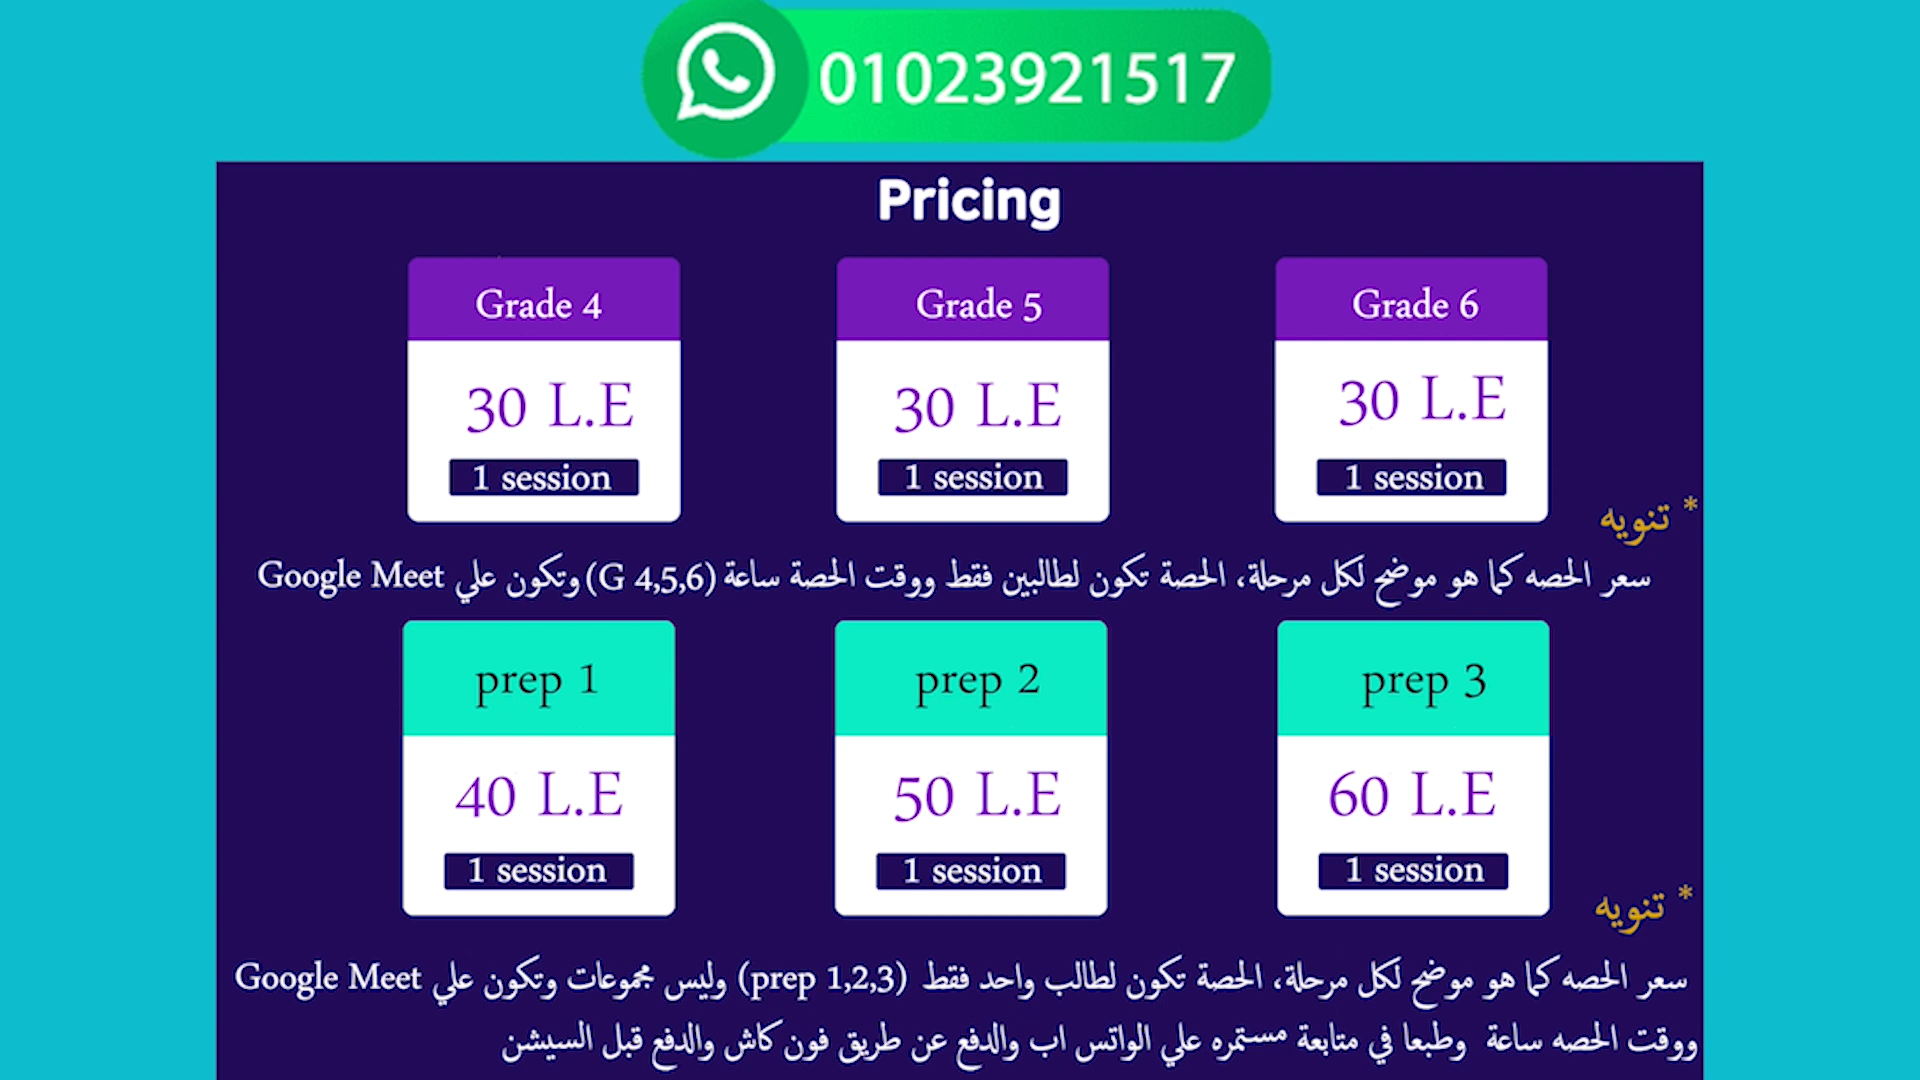 01023921517
Pricing
Grade 4
Grade 5
Grade 6
30 L.E
30 L.E
30 L.E
1 session
1 session
1 session
* تنويه
سعر الحصه كما هو موضح لكل مرحلة، الحصة تكون لطالبين فقط ووقت الحصة ساعة (G 4,5,6) وتكون علي Google Meet
prep 1
prep 2
prep 3
40 L.E
50 L.E
60 L.E
1 session
1 session
1 session
* تنويه
سعر الحصه كما هو موضح لكل مرحلة، الحصة تكون لطالب واحد فقط (prep 1,2,3) وليس مجموعات وتكون علي Google Meet
ووقت الحصه ساعة وطبعا في متابعة مستمره علي الواتس اب والدفع عن طريق فون كاش والدفع قبل السيشن